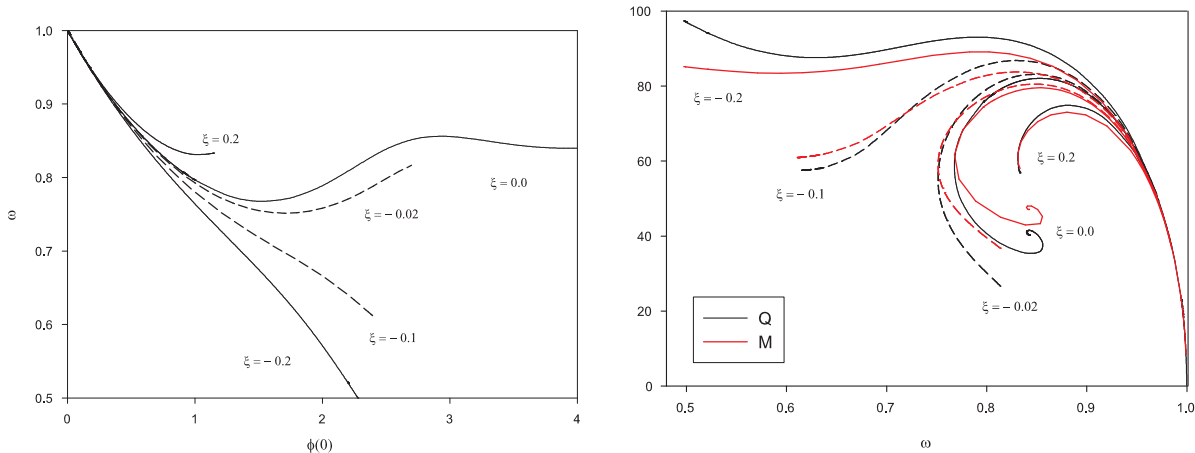 1.0
0.9
0.8
0.7
0.6
0.5
ω
ξ = 0.2
ξ = 0.0
ξ = − 0.02
ξ = − 0.1
ξ = − 0.2
0 1 2 3 4
ϕ(0)
100
80
60
40
20
0
ξ = − 0.2
ξ = − 0.1
ξ = 0.2
ξ = 0.0
ξ = − 0.02
Q
M
0.5 0.6 0.7 0.8 0.9 1.0
ω